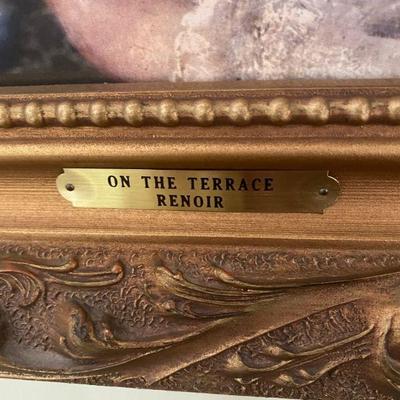 ON THE TERRACE
RENOIR